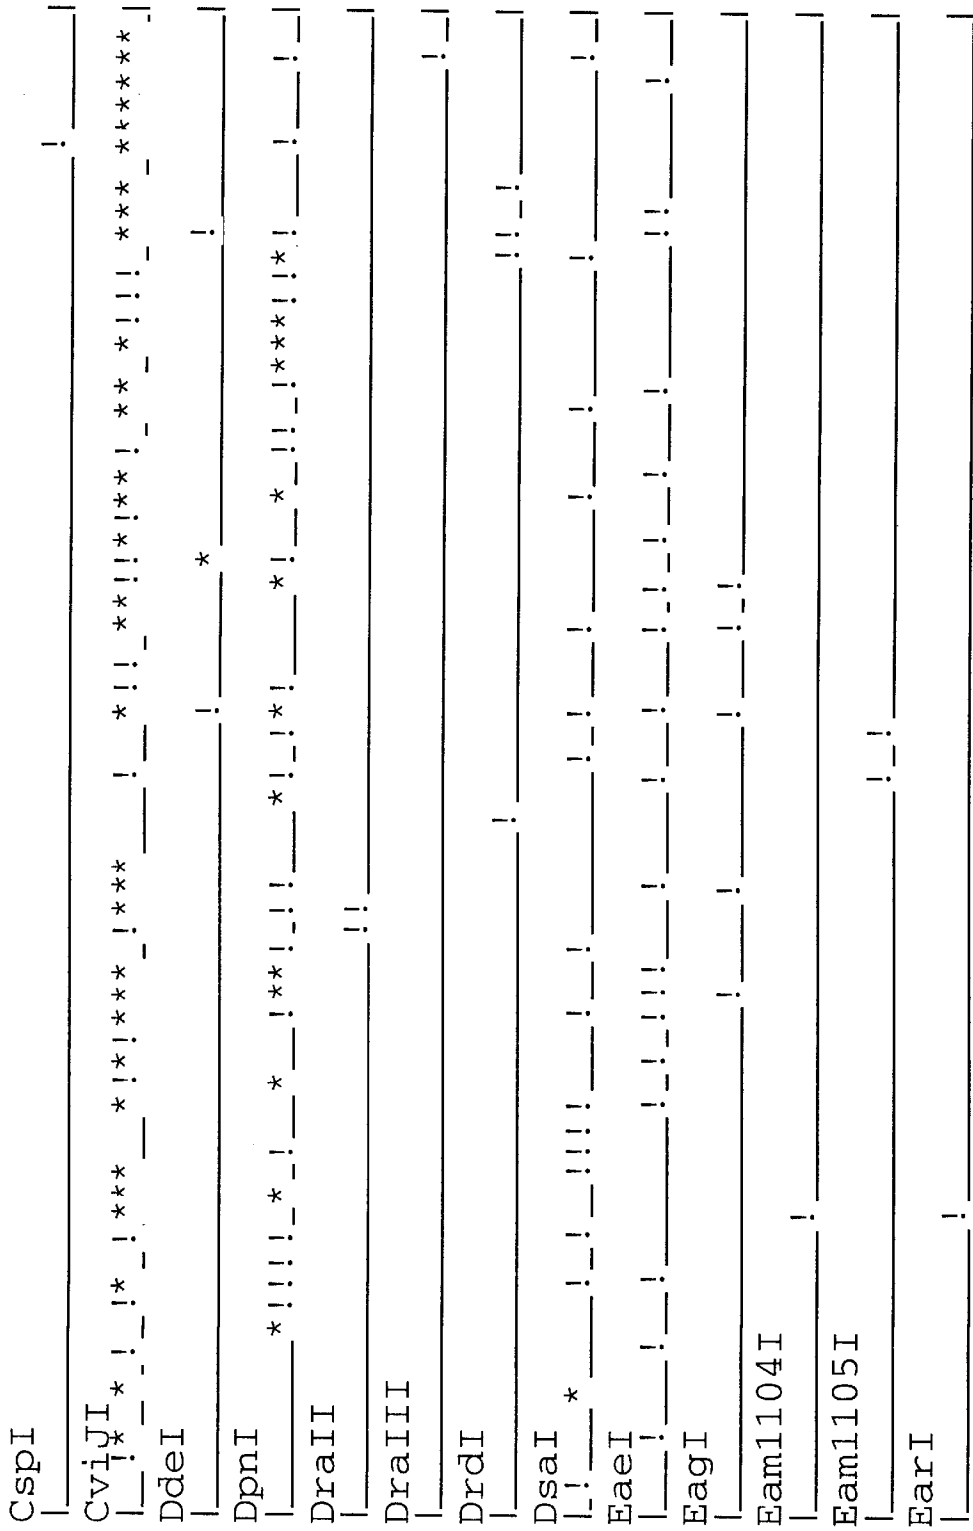 CspI
CviJI
DdeI
DpnI
DraII
DraIII
DrdI
DsaI
EaeI
EagI
Eam1104I
Eam1105I
EarI